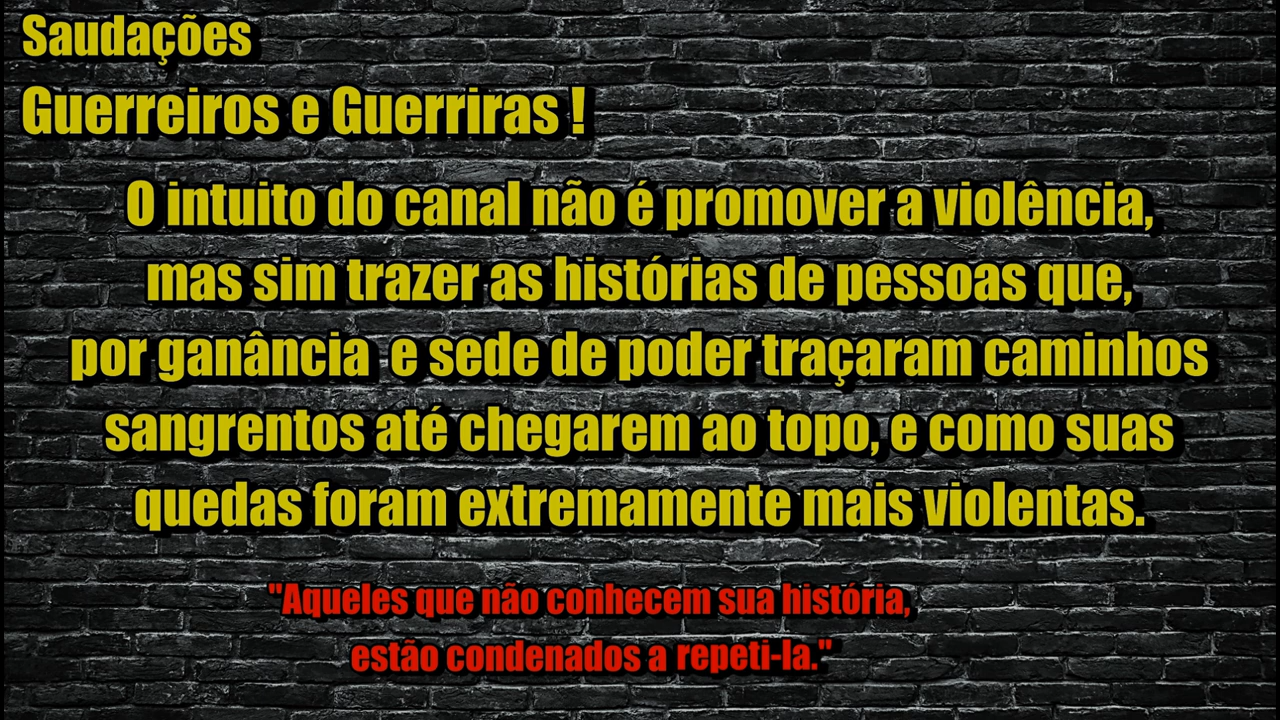 Saudações
Guerreiros e Guerriras !
O intuito do canal não é promover a violência,
mas sim trazer as histórias de pessoas que,
por ganância e sede de poder traçaram caminhos
sangrentos até chegarem ao topo, e como suas
quedas foram extremamente mais violentas.
"Aqueles que não conhecem sua história,
estão condenados a repeti-la."